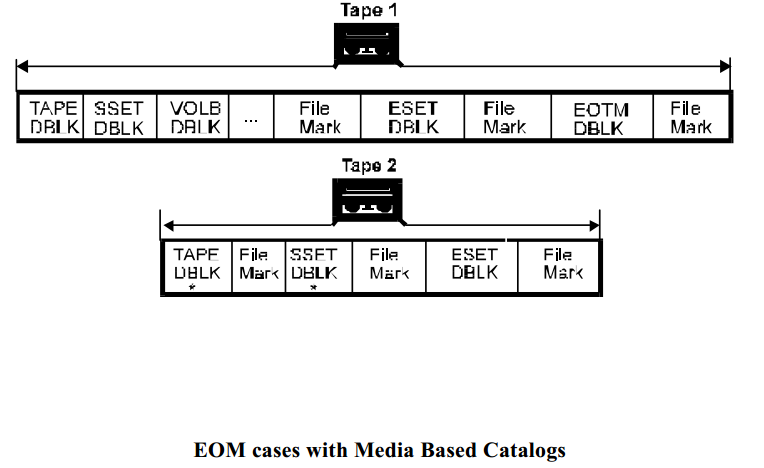 Tape 1
TAPE SSET VOLB ... File ESET File EOTM File
DBLK DBLK DBLK Mark DBLK Mark DBLK Mark
Tape 2
TAPE File SSET File ESET File
DBLK Mark DBLK Mark DBLK Mark
* *
EOM cases with Media Based Catalogs